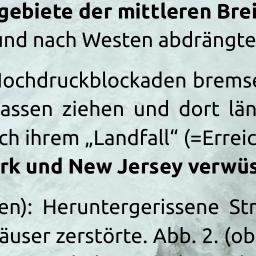 gebiete der mittleren Brei
und nach Westen abdrängte
Hochdruckblockaden bremse
assen ziehen und dort län
ch ihrem „Landfall“ (=Erreic
rk und New Jersey verwüs
en): Heruntergerissene Str
äuser zerstörte. Abb. 2. (ob